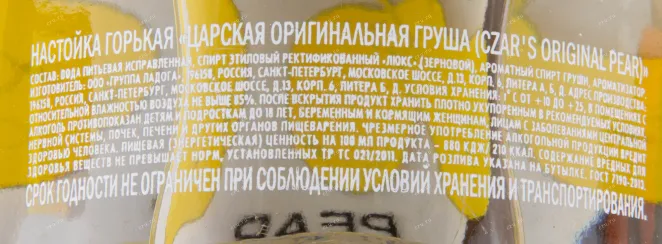 НАСТОЙКА ГОРЬКАЯ «ЦАРСКАЯ ОРИГИНАЛЬНАЯ ГРУША (CZAR'S ORIGINAL PEAR)»
СОСТАВ: ВОДА ПИТЬЕВАЯ ИСПРАВЛЕННАЯ, СПИРТ ЭТИЛОВЫЙ РЕКТИФИКОВАННЫЙ «ЛЮКС» (ЗЕРНОВОЙ), АРОМАТНЫЙ СПИРТ ГРУШИ, АРОМАТИЗАТОР
ИЗГОТОВИТЕЛЬ: ООО «ГРУППА ЛАДОГА», 196158, РОССИЯ, САНКТ-ПЕТЕРБУРГ, МОСКОВСКОЕ ШОССЕ, Д.13, КОРП. 6, ЛИТЕРА А, Б, Д. АДРЕС ПРОИЗВОДСТВА:
196158, РОССИЯ, САНКТ-ПЕТЕРБУРГ, МОСКОВСКОЕ ШОССЕ, Д.13, КОРП. 6, ЛИТЕРА Б, Д. УСЛОВИЯ ХРАНЕНИЯ: T° C ОТ +10 ДО +25, В ПОМЕЩЕНИЯХ С
ОТНОСИТЕЛЬНОЙ ВЛАЖНОСТЬЮ ВОЗДУХА НЕ ВЫШЕ 85%. ПОСЛЕ ВСКРЫТИЯ ПРОДУКТ ХРАНИТЬ ПЛОТНО УКУПОРЕННЫМ В РЕКОМЕНДУЕМЫХ УСЛОВИЯХ
АЛКОГОЛЬ ПРОТИВОПОКАЗАН ДЕТЯМ И ПОДРОСТКАМ ДО 18 ЛЕТ, БЕРЕМЕННЫМ И КОРМЯЩИМ ЖЕНЩИНАМ, ЛИЦАМ С ЗАБОЛЕВАНИЯМИ ЦЕНТРАЛЬНОЙ
НЕРВНОЙ СИСТЕМЫ, ПОЧЕК, ПЕЧЕНИ И ДРУГИХ ОРГАНОВ ПИЩЕВАРЕНИЯ. ЧРЕЗМЕРНОЕ УПОТРЕБЛЕНИЕ АЛКОГОЛЬНОЙ ПРОДУКЦИИ ВРЕДИТ
ЗДОРОВЬЮ ЧЕЛОВЕКА. ПИЩЕВАЯ (ЭНЕРГЕТИЧЕСКАЯ) ЦЕННОСТЬ НА 100 МЛ ПРОДУКТА – 880 КДЖ/ 210 ККАЛ. СОДЕРЖАНИЕ ВРЕДНЫХ ДЛЯ
ЗДОРОВЬЯ ВЕЩЕСТВ НЕ ПРЕВЫШАЕТ НОРМ, УСТАНОВЛЕННЫХ ТР ТС 021/2011. ДАТА РОЗЛИВА УКАЗАНА НА БУТЫЛКЕ. ГОСТ 7190-2013.
СРОК ГОДНОСТИ НЕ ОГРАНИЧЕН ПРИ СОБЛЮДЕНИИ УСЛОВИЙ ХРАНЕНИЯ И ТРАНСПОРТИРОВАНИЯ.
PEAR